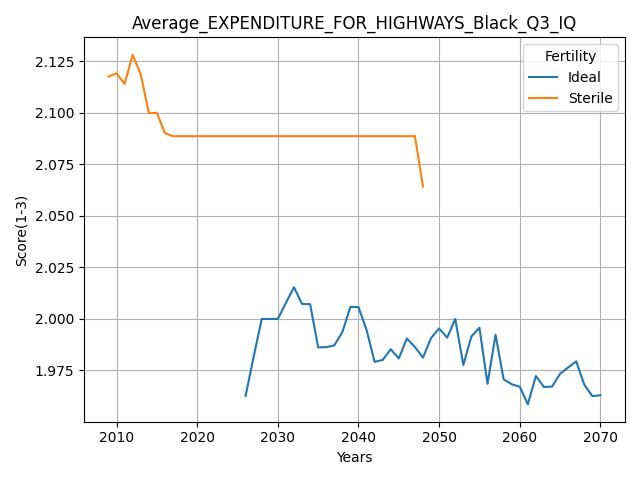 Average_EXPENDITURE_FOR_HIGHWAYS_Black_Q3_IQ
Fertility
Ideal
Sterile
Score(1-3)
2.125
2.100
2.075
2.050
2.025
2.000
1.975
2010 2020 2030 2040 2050 2060 2070
Years